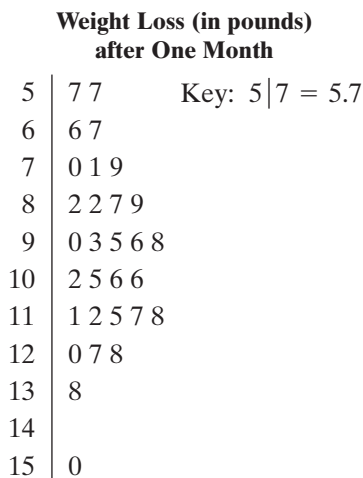 Weight Loss (in pounds)
after One Month
5 | 7 7 Key: 5|7 = 5.7
6 | 6 7
7 | 0 1 9
8 | 2 2 7 9
9 | 0 3 5 6 8
10 | 2 5 6 6
11 | 1 2 5 7 8
12 | 0 7 8
13 | 8
14 |
15 | 0